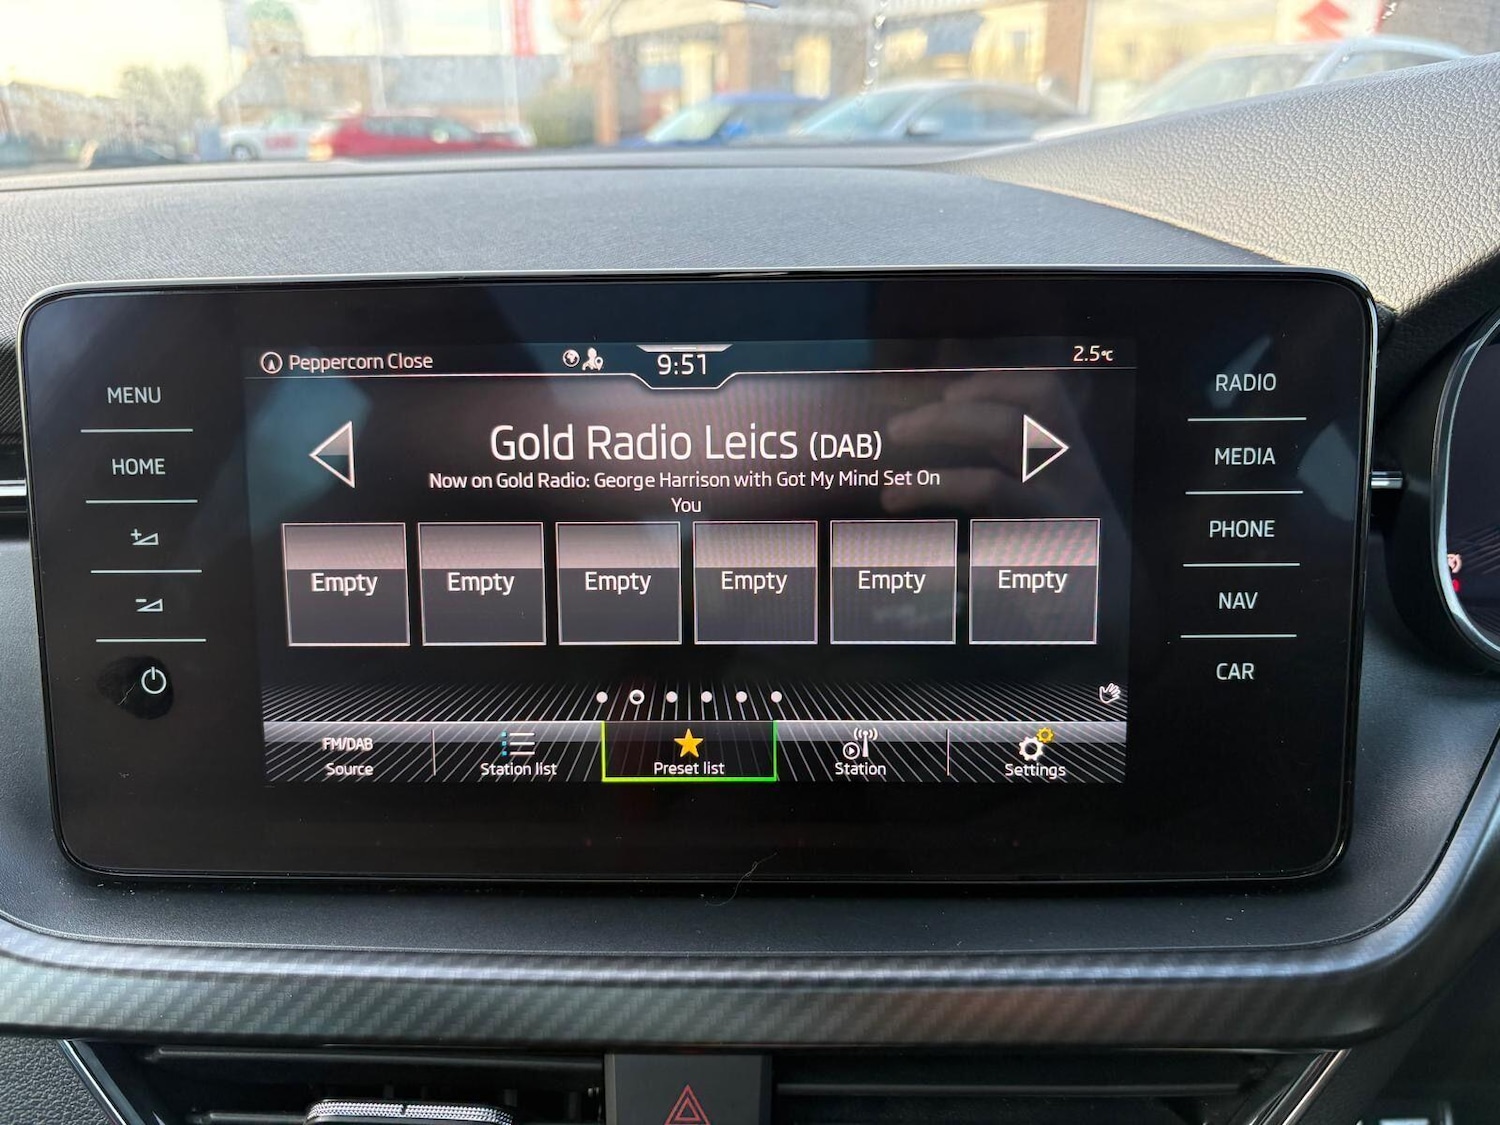 Peppercorn Close
9:51
2.5°C
MENU
HOME
RADIO
MEDIA
PHONE
NAV
CAR
Gold Radio Leics (DAB)
Now on Gold Radio: George Harrison with Got My Mind Set On
You
Empty Empty Empty Empty Empty Empty
FM/DAB
Source
Station list
Preset list
Station
Settings